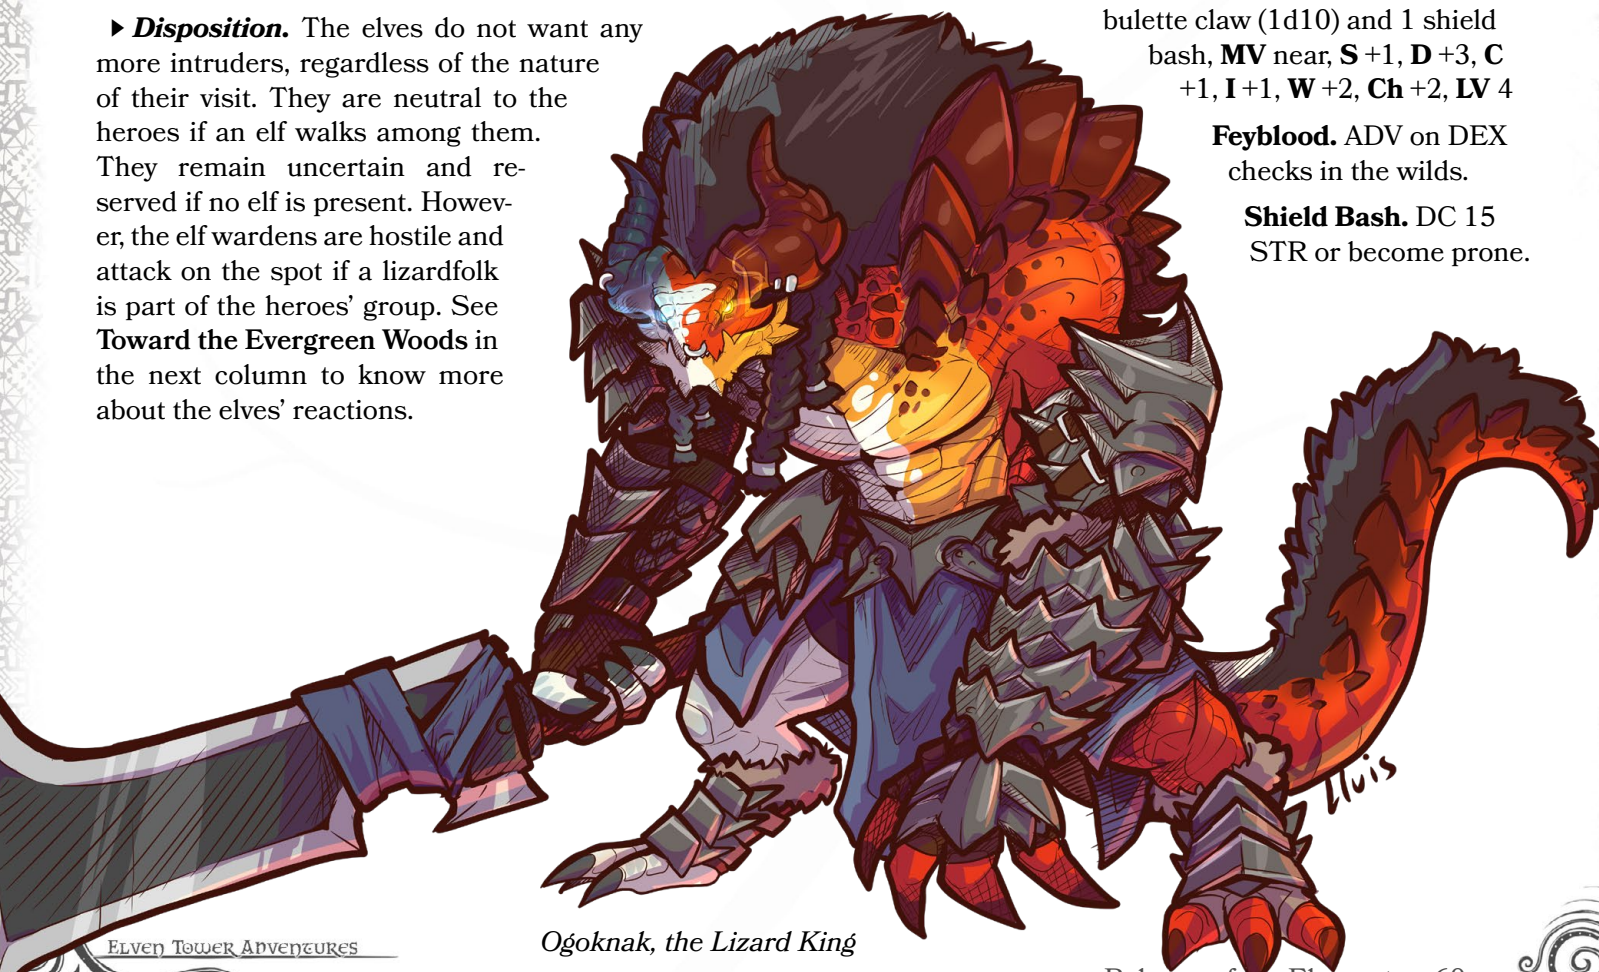 ▶ Disposition. The elves do not want any
more intruders, regardless of the nature
of their visit. They are neutral to the
heroes if an elf walks among them.
They remain uncertain and re-
served if no elf is present. Howev-
er, the elf wardens are hostile and
attack on the spot if a lizardfolk
is part of the heroes' group. See
Toward the Evergreen Woods in
the next column to know more
about the elves' reactions.
bulette claw (1d10) and 1 shield
bash, MV near, S +1, D +3, C
+1, I +1, W +2, Ch +2, LV 4
Feyblood. ADV on DEX
checks in the wilds.
Shield Bash. DC 15
STR or become prone.
Lluis
Ogoknak, the Lizard King
Elven Tower Adventures